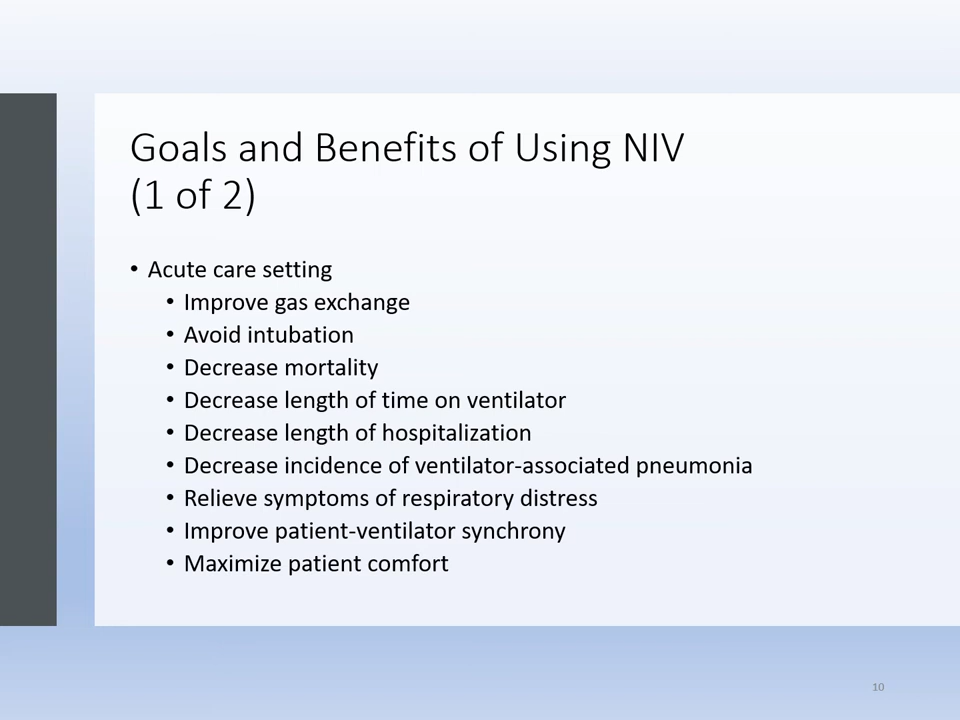 Goals and Benefits of Using NIV
(1 of 2)
• Acute care setting
• Improve gas exchange
• Avoid intubation
• Decrease mortality
• Decrease length of time on ventilator
• Decrease length of hospitalization
• Decrease incidence of ventilator-associated pneumonia
• Relieve symptoms of respiratory distress
• Improve patient-ventilator synchrony
• Maximize patient comfort
10